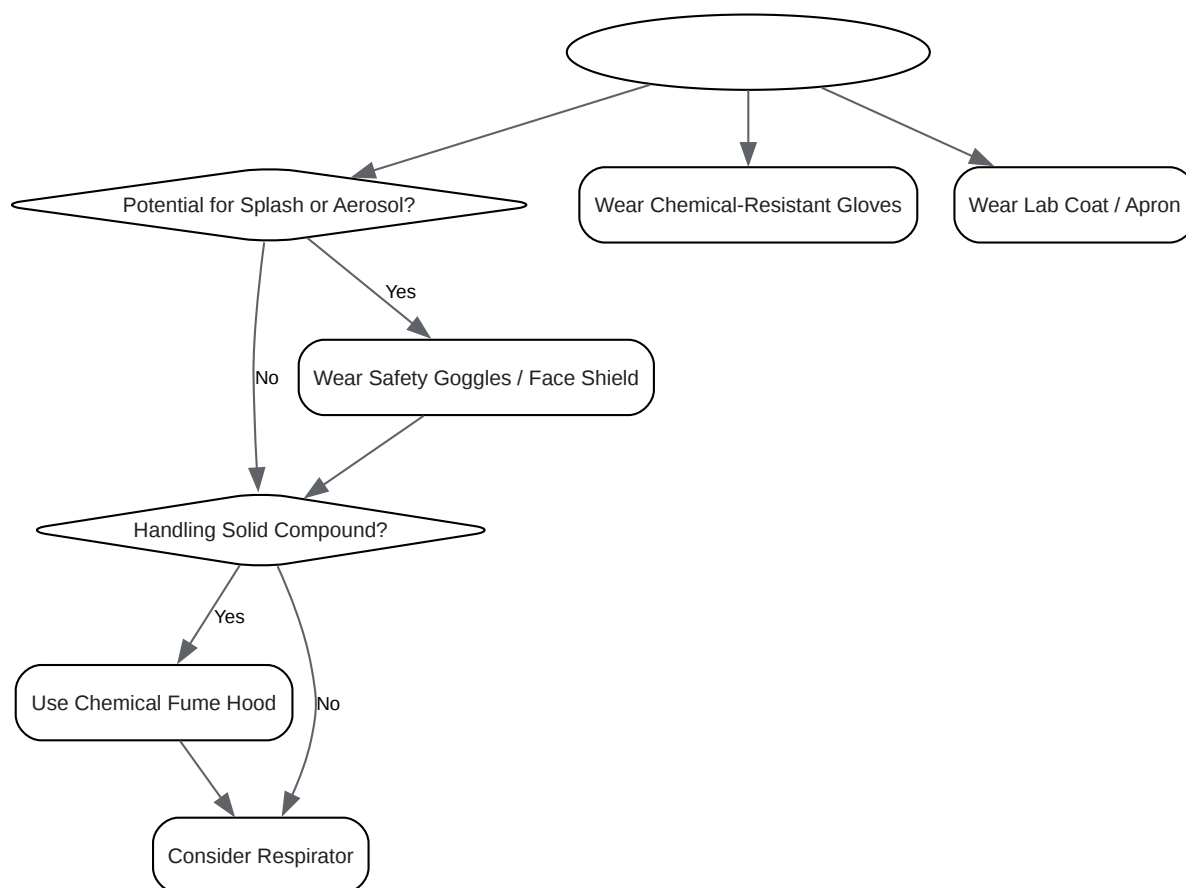 Potential for Splash or Aerosol?
Wear Chemical-Resistant Gloves
Wear Lab Coat / Apron
Yes
No
Wear Safety Goggles / Face Shield
Handling Solid Compound?
Yes
Use Chemical Fume Hood
No
Consider Respirator